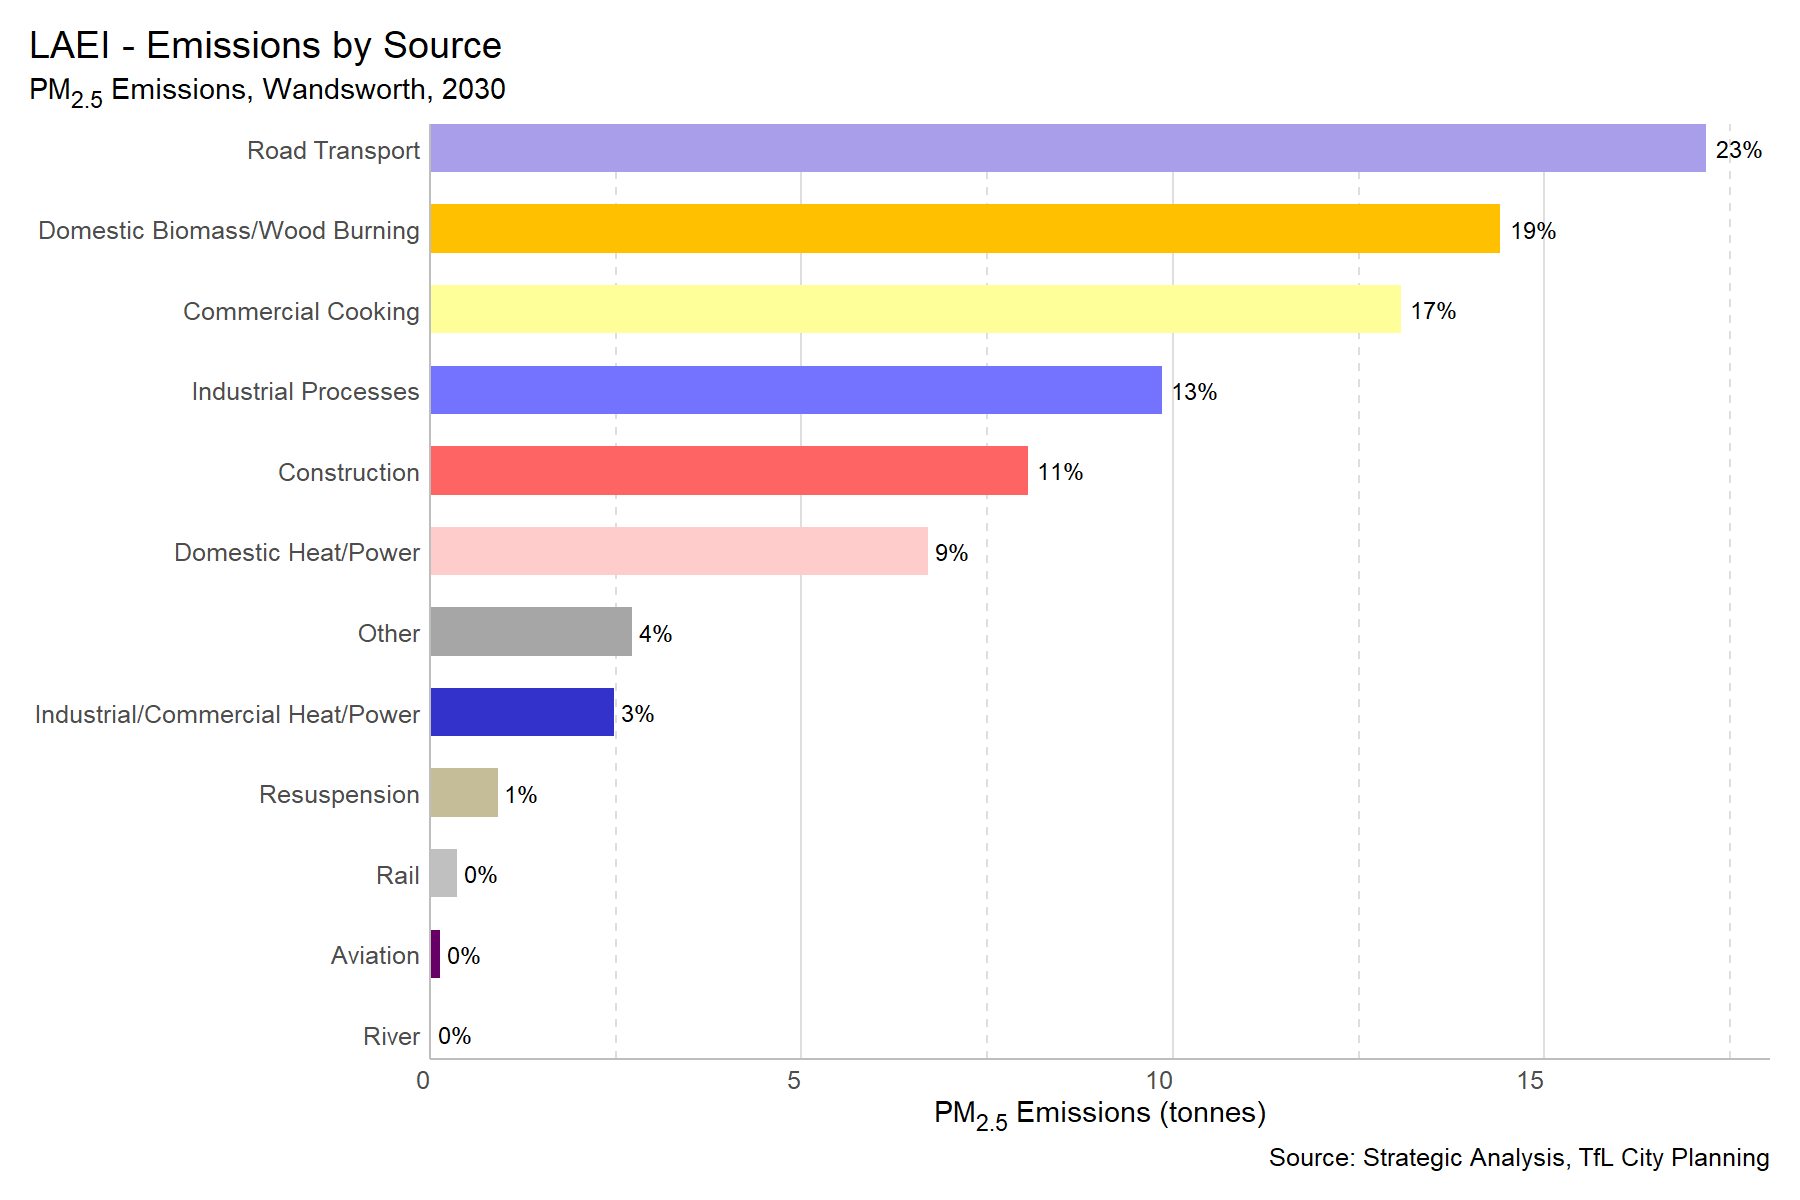 LAEI - Emissions by Source
PM2.5 Emissions, Wandsworth, 2030
Road Transport 23%
Domestic Biomass/Wood Burning 19%
Commercial Cooking 17%
Industrial Processes 13%
Construction 11%
Domestic Heat/Power 9%
Other 4%
Industrial/Commercial Heat/Power 3%
Resuspension 1%
Rail 0%
Aviation 0%
River 0%
0 5 10 15
PM2.5 Emissions (tonnes)
Source: Strategic Analysis, TfL City Planning